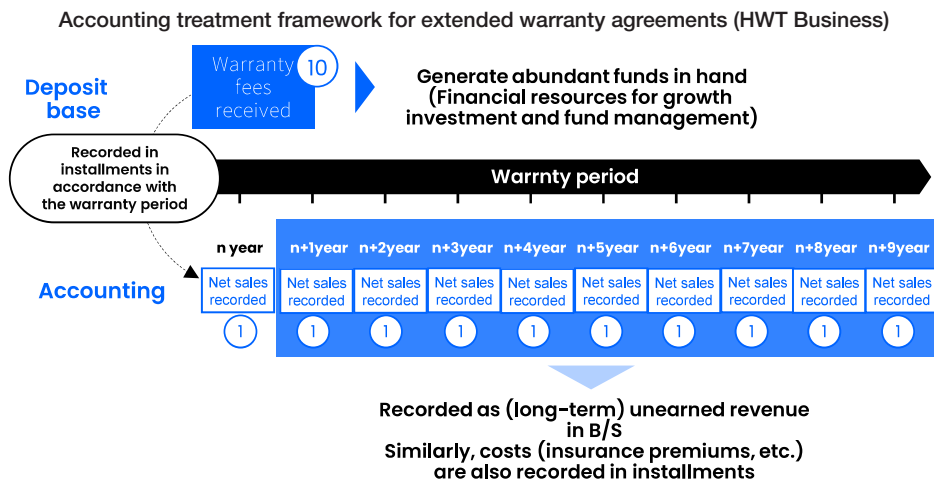 Accounting treatment framework for extended warranty agreements (HWT Business)
Deposit
base
Warranty
fees
received
10
Generate abundant funds in hand
(Financial resources for growth
investment and fund management)
Recorded in
installments in
accordance with
the warranty period
Warrnty period
n year n+1year n+2year n+3year n+4year n+5year n+6year n+7year n+8year n+9year
Accounting
Net sales Net sales Net sales Net sales Net sales Net sales Net sales Net sales Net sales Net sales
recorded recorded recorded recorded recorded recorded recorded recorded recorded recorded
1 1 1 1 1 1 1 1 1 1
Recorded as (long-term) unearned revenue
in B/S
Similarly, costs (insurance premiums, etc.)
are also recorded in installments